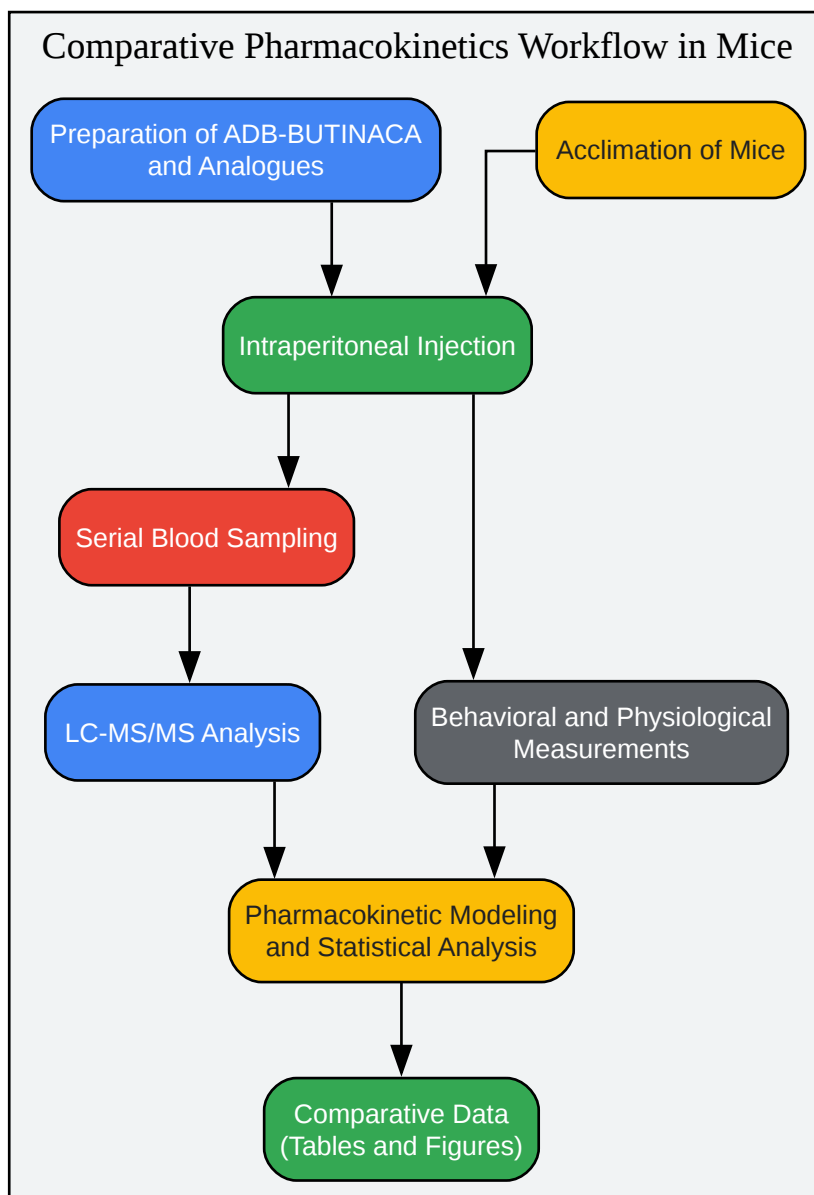 Comparative Pharmacokinetics Workflow in Mice
Preparation of ADB-BUTINACA
and Analogues
Acclimation of Mice
Intraperitoneal Injection
Serial Blood Sampling
LC-MS/MS Analysis
Behavioral and Physiological
Measurements
Pharmacokinetic Modeling
and Statistical Analysis
Comparative Data
(Tables and Figures)